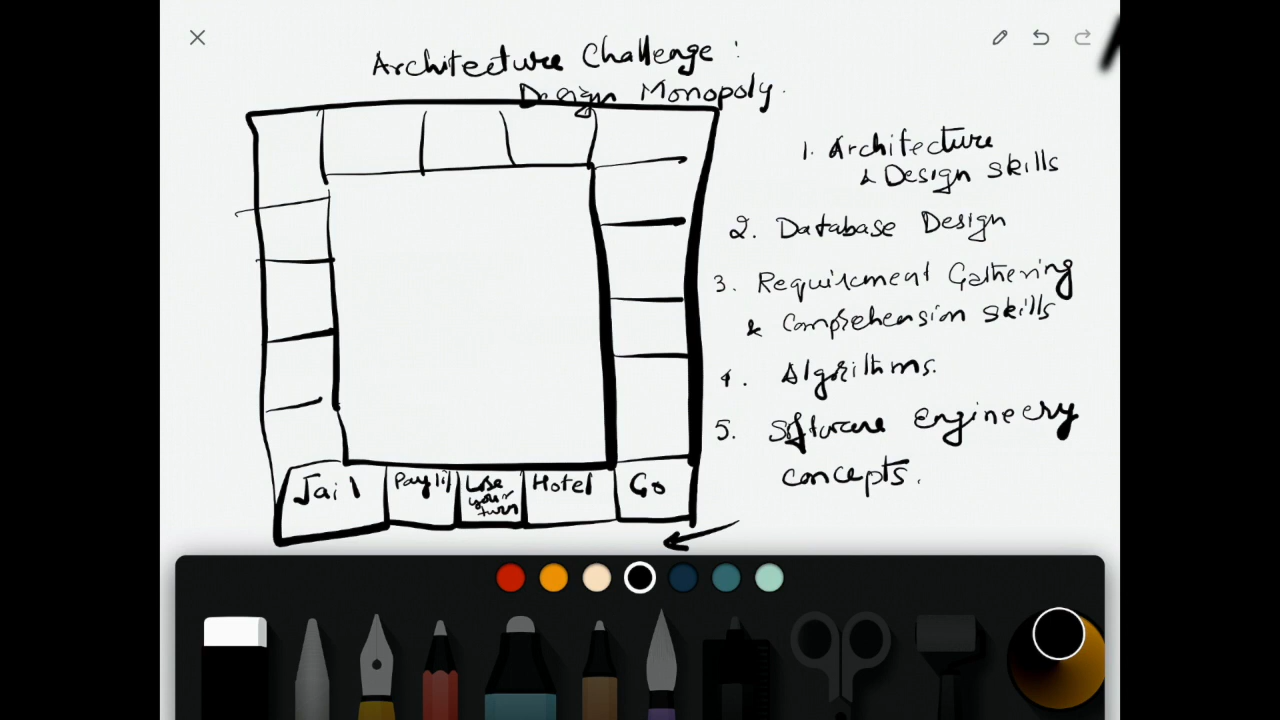 Architecture Challenge :
Design Monopoly.
1. Architecture
& Design skills
2. Database Design
3. Requirement Gathering
& Comprehension skills
4. Algorithms.
5. Software Engineery
concepts.
Jail
Pay
Lose
your
turn
Hotel
Go